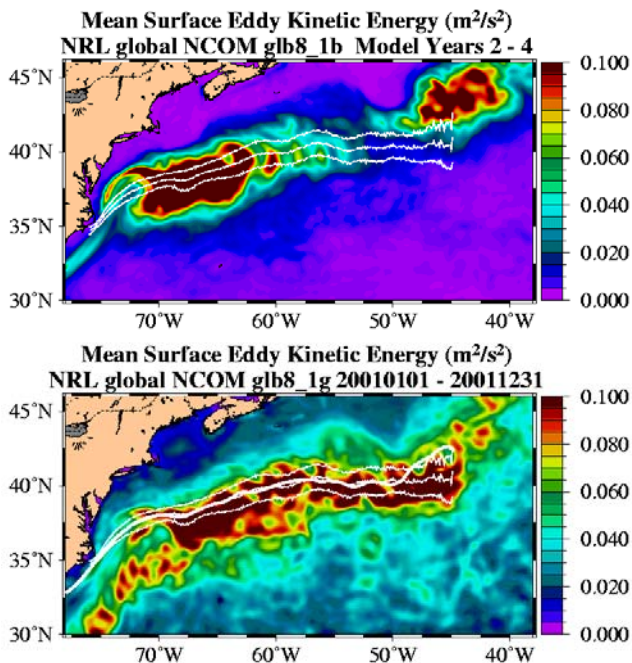 Mean Surface Eddy Kinetic Energy (m²/s²)
NRL global NCOM glb8_1b Model Years 2 - 4
45°N
40°N
35°N
30°N
70°W 60°W 50°W 40°W
0.100
0.080
0.060
0.040
0.020
0.000
Mean Surface Eddy Kinetic Energy (m²/s²)
NRL global NCOM glb8_1g 20010101 - 20011231
45°N
40°N
35°N
30°N
70°W 60°W 50°W 40°W
0.100
0.080
0.060
0.040
0.020
0.000